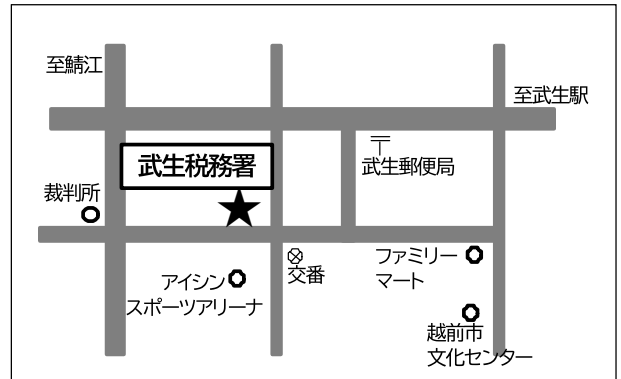 至鯖江
至武生駅
武生税務署
〒
武生郵便局
裁判所
アイシン
スポーツアリーナ
交番
ファミリー
マート
越前市
文化センター